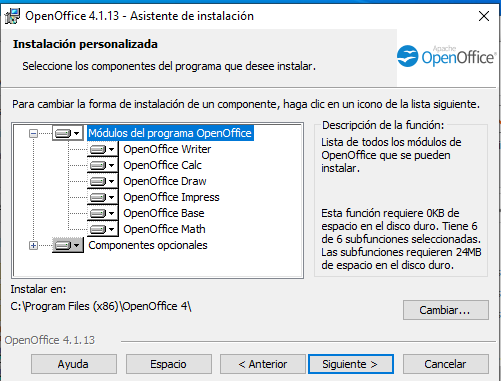 OpenOffice 4.1.13 - Asistente de instalación
Instalación personalizada
Seleccione los componentes del programa que desee instalar.
Apache
OpenOffice
Para cambiar la forma de instalación de un componente, haga clic en un icono de la lista siguiente.
Módulos del programa OpenOffice
OpenOffice Writer
OpenOffice Calc
OpenOffice Draw
OpenOffice Impress
OpenOffice Base
OpenOffice Math
Componentes opcionales
Descripción de la función:
Lista de todos los módulos de
OpenOffice que se pueden
instalar.
Esta función requiere 0KB de
espacio en el disco duro. Tiene 6
de 6 subfunciones seleccionadas.
Las subfunciones requieren 24MB
de espacio en el disco duro.
Instalar en:
C:\Program Files (x86)\OpenOffice 4\
Cambiar...
OpenOffice 4.1.13
Ayuda
Espacio
< Anterior
Siguiente >
Cancelar